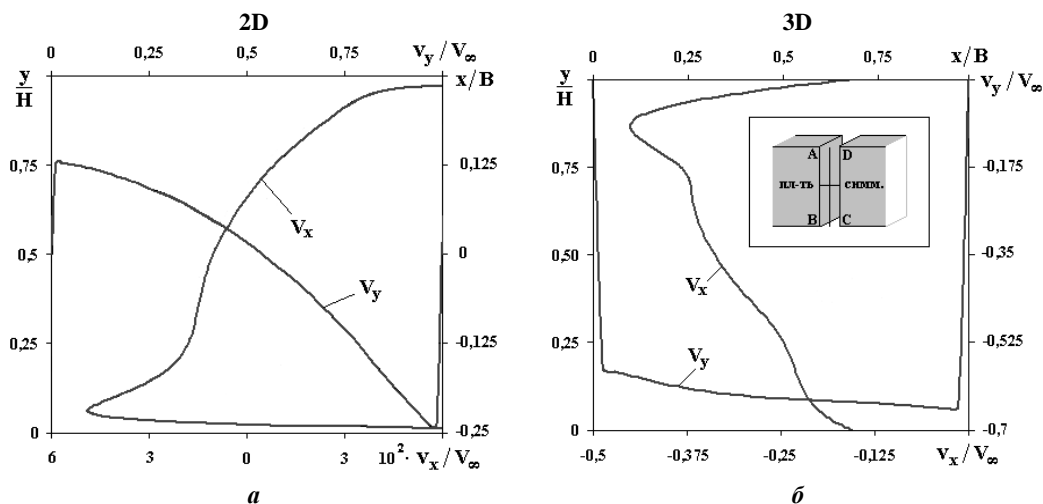 2D
3D
0 0,25 0,5 0,75 v_y / V_∞
0 0,25 0,5 0,75 x / B
y/H
x / B
y/H
v_y / V_∞
0,75
0,5
0,25
0
0,125
0
-0,125
-0,25
V_x
V_y
6 3 0 3 10²· v_x / V_∞
0,75
0,5
0,25
0
-0,175
-0,35
-0,525
-0,7
A D
пл-ть симм.
B C
V_x
V_y
-0,5 -0,375 -0,25 -0,125 v_x / V_∞
а
б